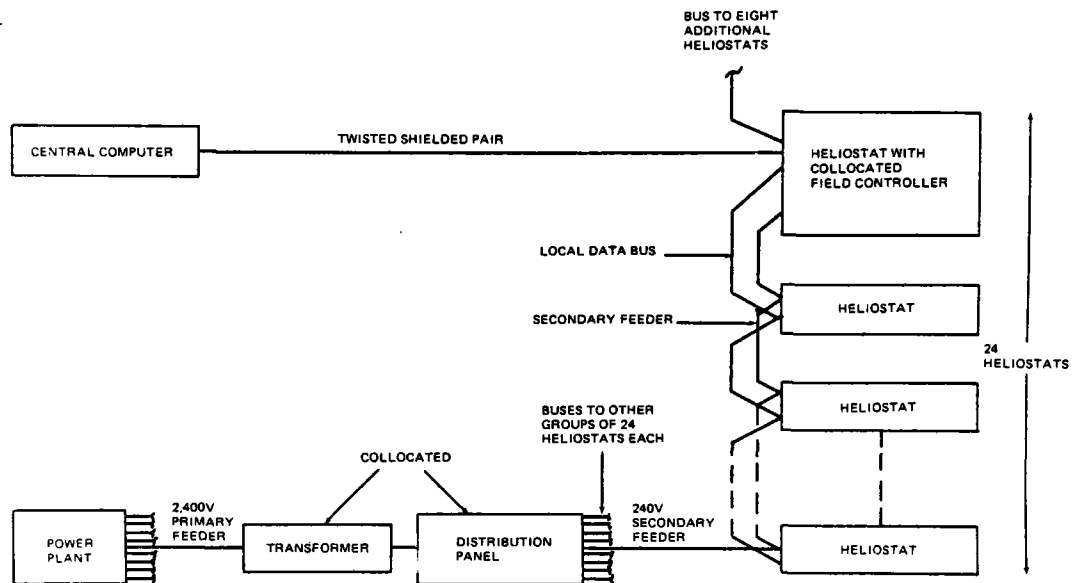 BUS TO EIGHT
ADDITIONAL
HELIOSTATS
CENTRAL COMPUTER
TWISTED SHIELDED PAIR
HELIOSTAT WITH
COLLOCATED
FIELD CONTROLLER
LOCAL DATA BUS
HELIOSTAT
SECONDARY FEEDER
24
HELIOSTATS
HELIOSTAT
BUSES TO OTHER
GROUPS OF 24
HELIOSTATS EACH
COLLOCATED
2,400V
PRIMARY
FEEDER
240V
SECONDARY
FEEDER
POWER
PLANT
TRANSFORMER
DISTRIBUTION
PANEL
HELIOSTAT